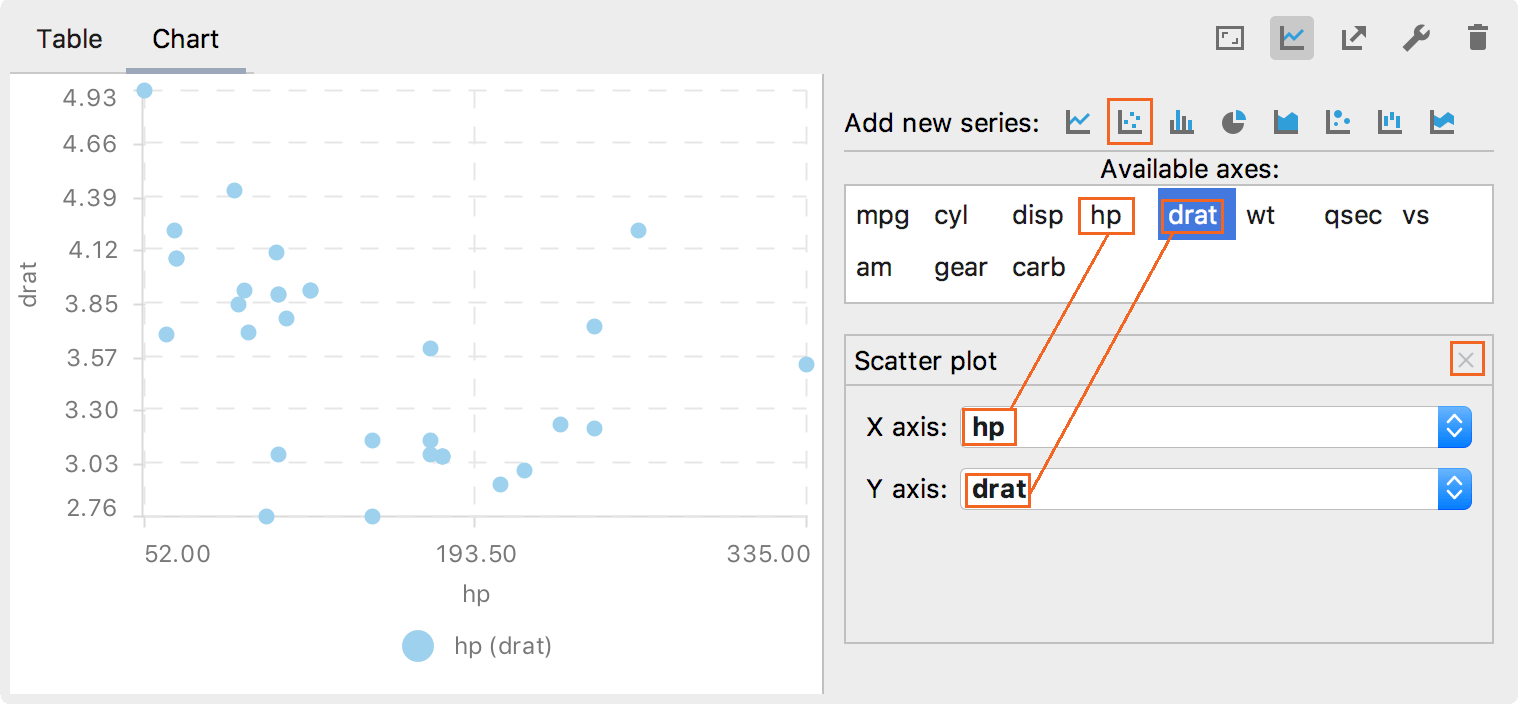 Table Chart
Add new series:
Available axes:
mpg cyl disp hp drat wt qsec vs
am gear carb
Scatter plot
X axis: hp
Y axis: drat
4.93
4.66
4.39
4.12
3.85
3.57
3.30
3.03
2.76
drat
52.00 193.50 335.00
hp
hp (drat)